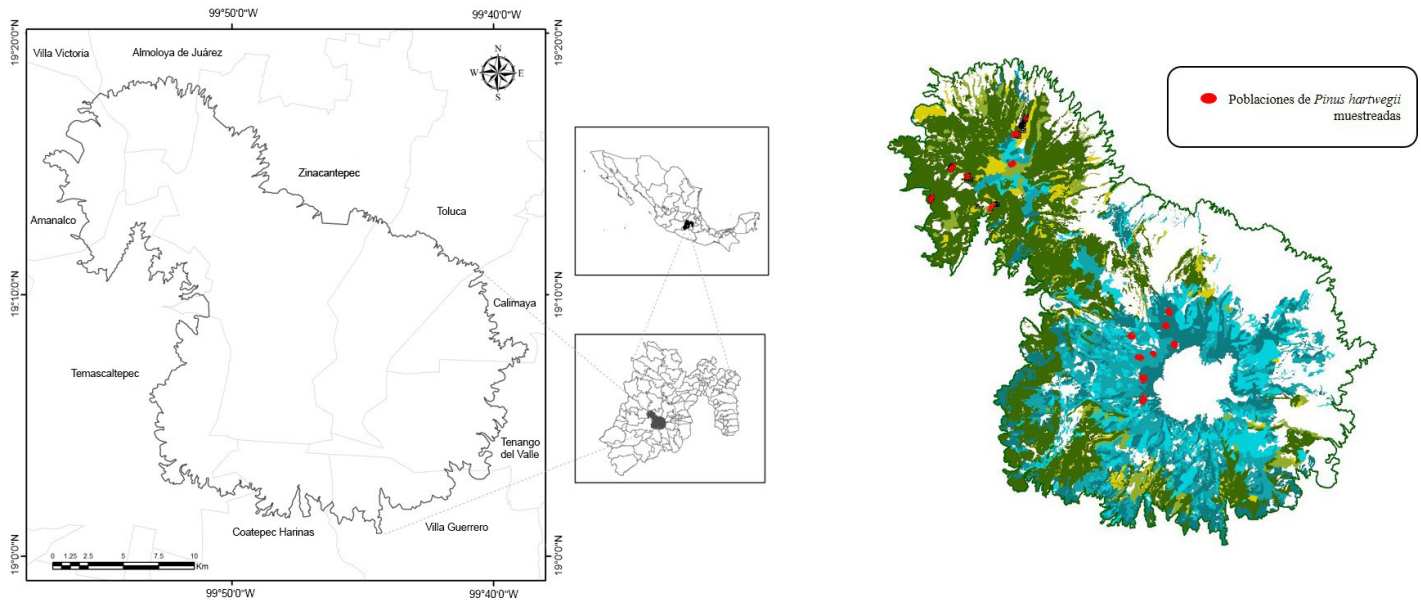 99°50'0"W
99°40'0"W
19°20'0"N
19°20'0"N
Villa Victoria
Almoloya de Juárez
N
W
E
S
Zinacantepec
Amanalco
Toluca
19°10'0"N
19°10'0"N
Calimaya
Temascaltepec
Tenango
del Valle
Coatepec Harinas
Villa Guerrero
19°0'0"N
19°0'0"N
0 1.25 2.5 5 7.5 10
Km
99°50'0"W
99°40'0"W
Poblaciones de Pinus hartwegii
muestreadas